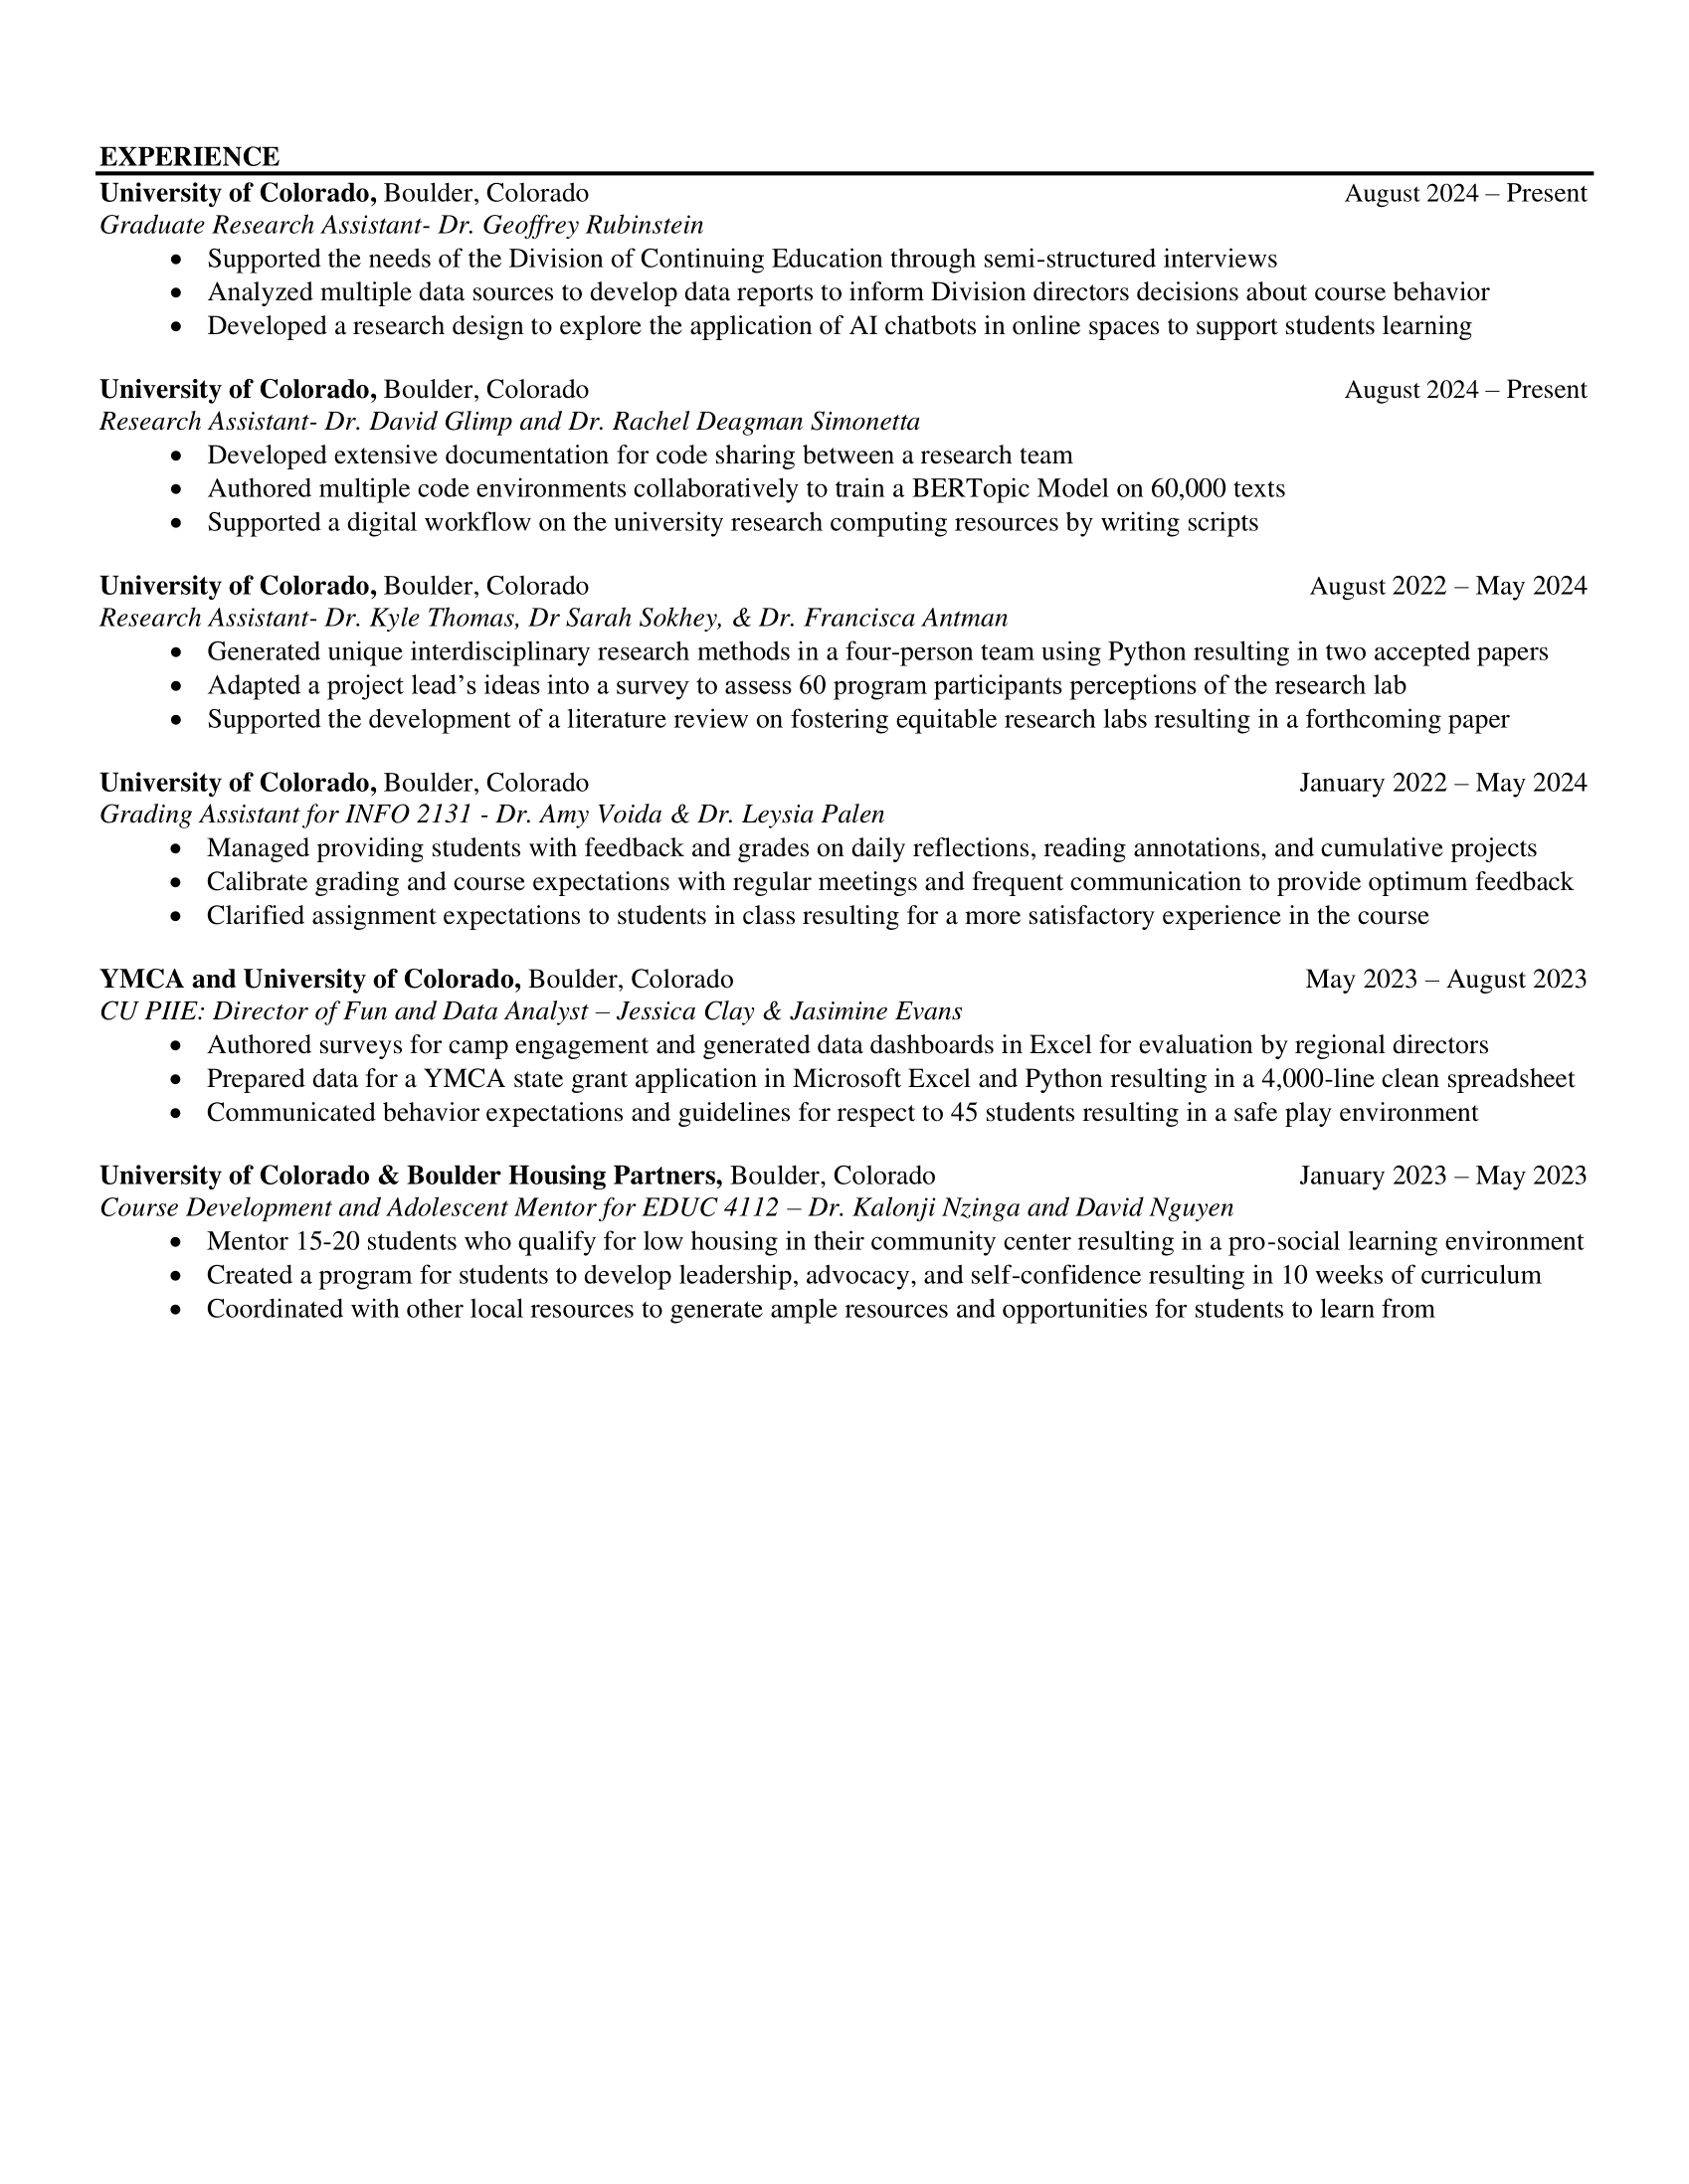 EXPERIENCE
University of Colorado, Boulder, Colorado August 2024 – Present
Graduate Research Assistant- Dr. Geoffrey Rubinstein
• Supported the needs of the Division of Continuing Education through semi-structured interviews
• Analyzed multiple data sources to develop data reports to inform Division directors decisions about course behavior
• Developed a research design to explore the application of AI chatbots in online spaces to support students learning
University of Colorado, Boulder, Colorado August 2024 – Present
Research Assistant- Dr. David Glimp and Dr. Rachel Deagman Simonetta
• Developed extensive documentation for code sharing between a research team
• Authored multiple code environments collaboratively to train a BERTopic Model on 60,000 texts
• Supported a digital workflow on the university research computing resources by writing scripts
University of Colorado, Boulder, Colorado August 2022 – May 2024
Research Assistant- Dr. Kyle Thomas, Dr Sarah Sokhey, & Dr. Francisca Antman
• Generated unique interdisciplinary research methods in a four-person team using Python resulting in two accepted papers
• Adapted a project lead’s ideas into a survey to assess 60 program participants perceptions of the research lab
• Supported the development of a literature review on fostering equitable research labs resulting in a forthcoming paper
University of Colorado, Boulder, Colorado January 2022 – May 2024
Grading Assistant for INFO 2131 - Dr. Amy Voida & Dr. Leysia Palen
• Managed providing students with feedback and grades on daily reflections, reading annotations, and cumulative projects
• Calibrate grading and course expectations with regular meetings and frequent communication to provide optimum feedback
• Clarified assignment expectations to students in class resulting for a more satisfactory experience in the course
YMCA and University of Colorado, Boulder, Colorado May 2023 – August 2023
CU PIIE: Director of Fun and Data Analyst – Jessica Clay & Jasimine Evans
• Authored surveys for camp engagement and generated data dashboards in Excel for evaluation by regional directors
• Prepared data for a YMCA state grant application in Microsoft Excel and Python resulting in a 4,000-line clean spreadsheet
• Communicated behavior expectations and guidelines for respect to 45 students resulting in a safe play environment
University of Colorado & Boulder Housing Partners, Boulder, Colorado January 2023 – May 2023
Course Development and Adolescent Mentor for EDUC 4112 – Dr. Kalonji Nzinga and David Nguyen
• Mentor 15-20 students who qualify for low housing in their community center resulting in a pro-social learning environment
• Created a program for students to develop leadership, advocacy, and self-confidence resulting in 10 weeks of curriculum
• Coordinated with other local resources to generate ample resources and opportunities for students to learn from